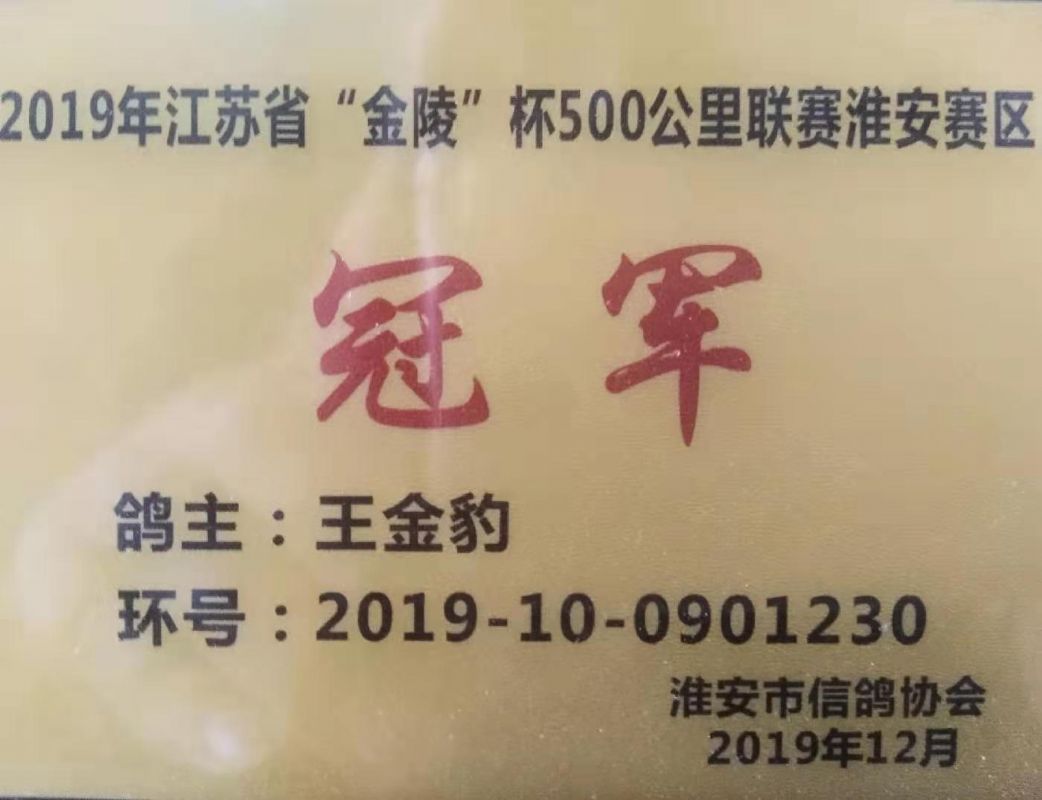 2019年江苏省“金陵”杯500公里联赛淮安赛区
冠军
鸽主：王金豹
环号：2019-10-0901230
淮安市信鸽协会
2019年12月